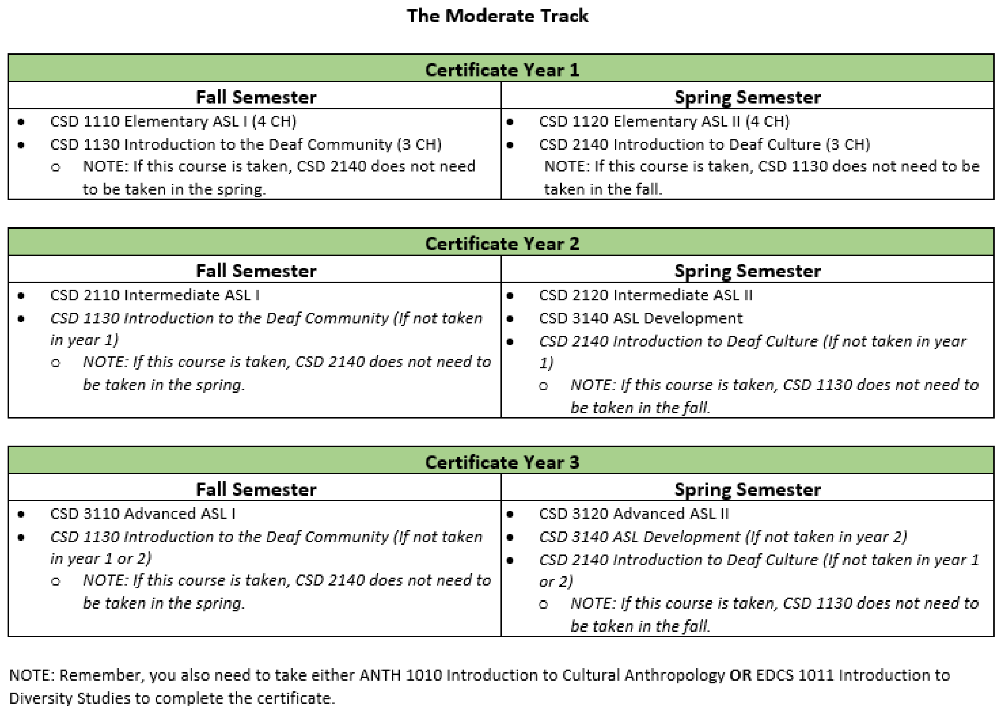 The Moderate Track
Certificate Year 1
Fall Semester
Spring Semester
• CSD 1110 Elementary ASL I (4 CH)
• CSD 1130 Introduction to the Deaf Community (3 CH)
o NOTE: If this course is taken, CSD 2140 does not need
to be taken in the spring.
• CSD 1120 Elementary ASL II (4 CH)
• CSD 2140 Introduction to Deaf Culture (3 CH)
NOTE: If this course is taken, CSD 1130 does not need to be
taken in the fall.
Certificate Year 2
Fall Semester
Spring Semester
• CSD 2110 Intermediate ASL I
• CSD 1130 Introduction to the Deaf Community (If not taken
in year 1)
o NOTE: If this course is taken, CSD 2140 does not need to
be taken in the spring.
• CSD 2120 Intermediate ASL II
• CSD 3140 ASL Development
• CSD 2140 Introduction to Deaf Culture (If not taken in year
1)
o NOTE: If this course is taken, CSD 1130 does not need to
be taken in the fall.
Certificate Year 3
Fall Semester
Spring Semester
• CSD 3110 Advanced ASL I
• CSD 1130 Introduction to the Deaf Community (If not taken
in year 1 or 2)
o NOTE: If this course is taken, CSD 2140 does not need to
be taken in the spring.
• CSD 3120 Advanced ASL II
• CSD 3140 ASL Development (If not taken in year 2)
• CSD 2140 Introduction to Deaf Culture (If not taken in year 1
or 2)
o NOTE: If this course is taken, CSD 1130 does not need to
be taken in the fall.
NOTE: Remember, you also need to take either ANTH 1010 Introduction to Cultural Anthropology OR EDCS 1011 Introduction to
Diversity Studies to complete the certificate.